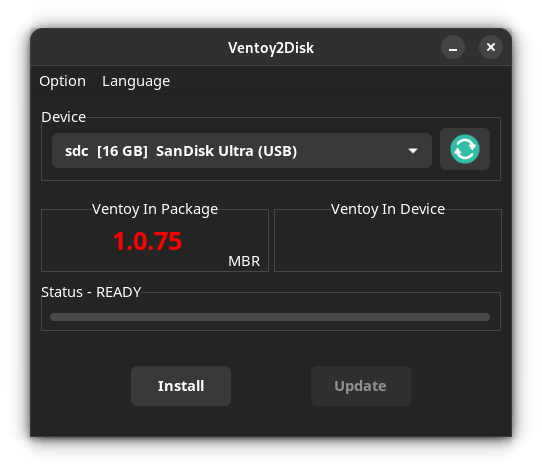 Ventoy2Disk
Option Language
Device
sdc [16 GB] SanDisk Ultra (USB)
Ventoy In Package Ventoy In Device
1.0.75
MBR
Status - READY
Install Update